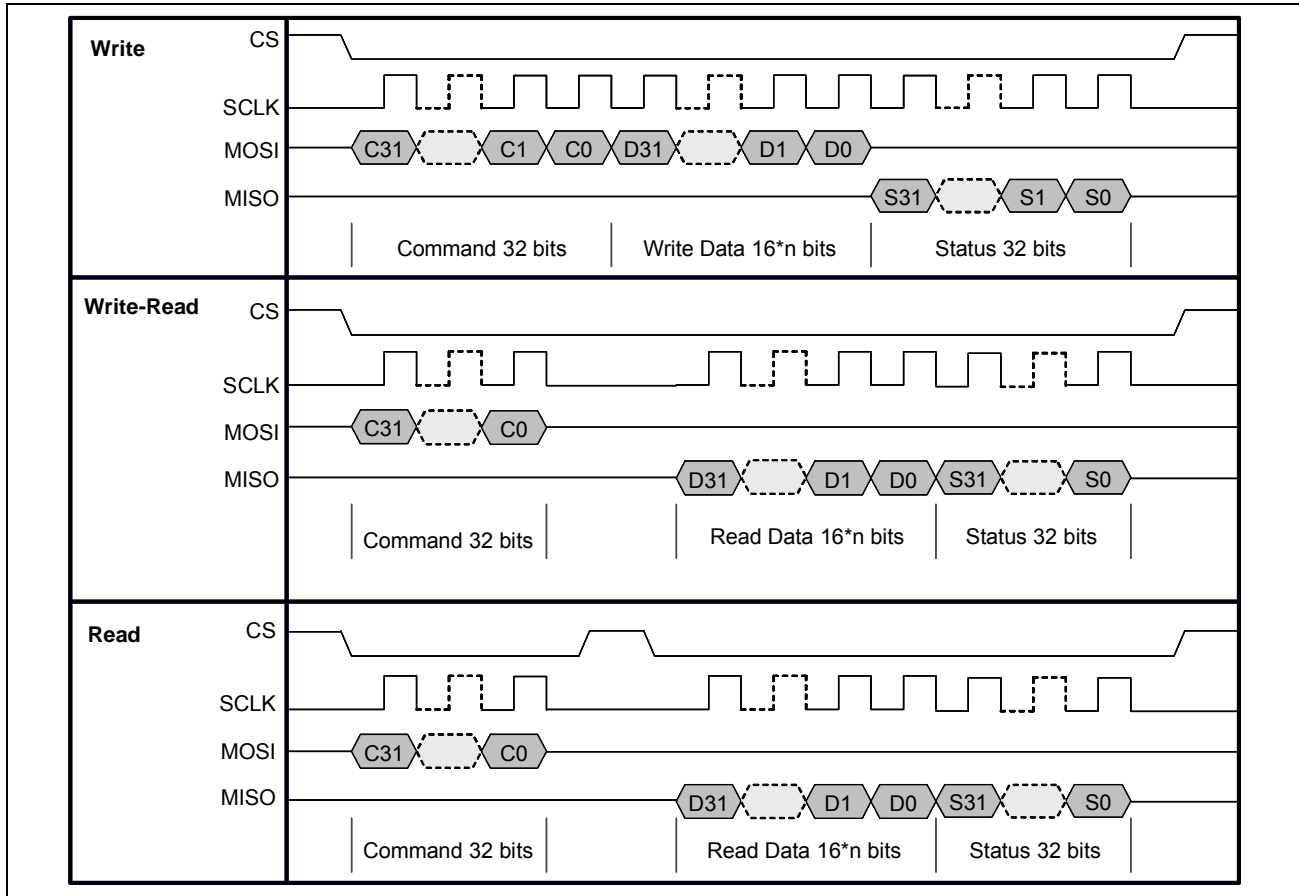 Write
CS
SCLK
MOSI C31 C1 C0 D31 D1 D0
MISO S31 S1 S0
Command 32 bits Write Data 16*n bits Status 32 bits
Write-Read CS
SCLK
MOSI C31 C0
MISO D31 D1 D0 S31 S0
Command 32 bits Read Data 16*n bits Status 32 bits
Read CS
SCLK
MOSI C31 C0
MISO D31 D1 D0 S31 S0
Command 32 bits Read Data 16*n bits Status 32 bits